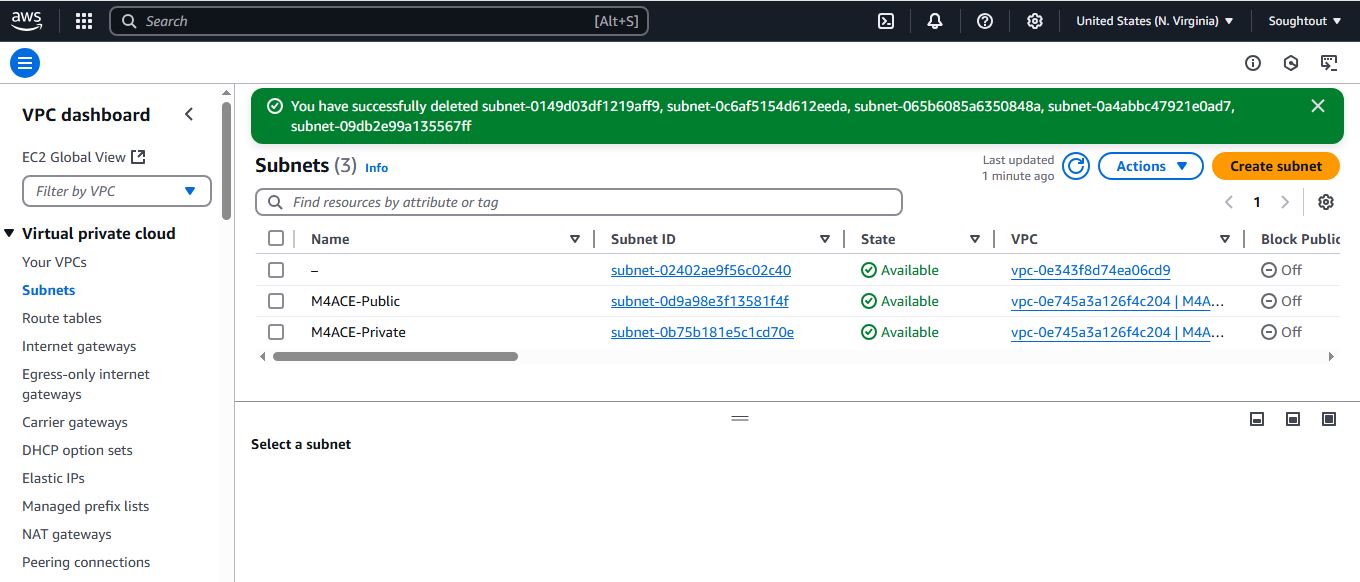 aws
Search
[Alt+S]
United States (N. Virginia)
Soughtout
VPC dashboard
EC2 Global View
Filter by VPC
Virtual private cloud
Your VPCs
Subnets
Route tables
Internet gateways
Egress-only internet
gateways
Carrier gateways
DHCP option sets
Elastic IPs
Managed prefix lists
NAT gateways
Peering connections
You have successfully deleted subnet-0149d03df1219aff9, subnet-0c6af5154d612eeda, subnet-065b6085a6350848a, subnet-0a4abbc47921e0ad7,
subnet-09db2e99a135567ff
Subnets (3) Info
Last updated
1 minute ago
Actions
Create subnet
Find resources by attribute or tag
1
Name Subnet ID State VPC Block Public
– subnet-02402ae9f56c02c40 Available vpc-0e343f8d74ea06cd9 Off
M4ACE-Public subnet-0d9a98e3f13581f4f Available vpc-0e745a3a126f4c204 | M4A... Off
M4ACE-Private subnet-0b75b181e5c1cd70e Available vpc-0e745a3a126f4c204 | M4A... Off
Select a subnet